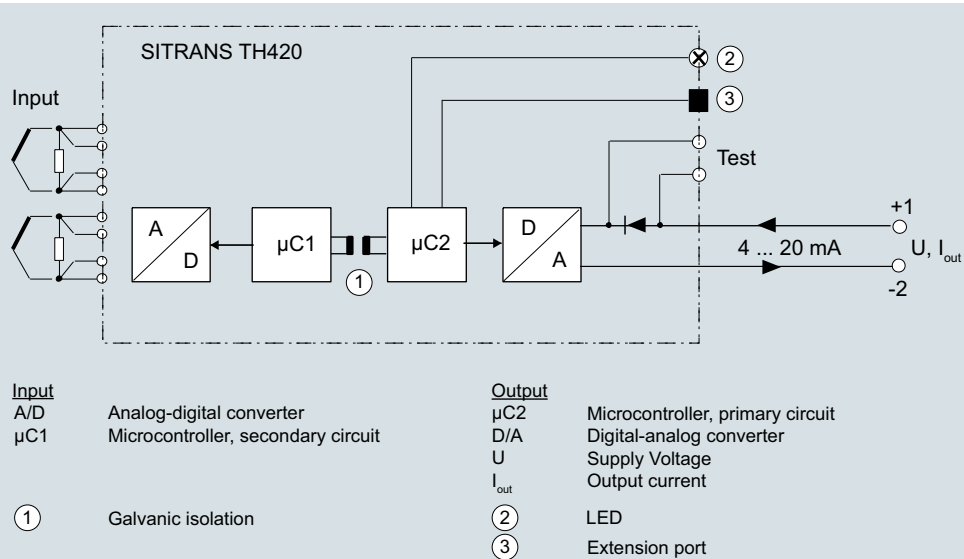 SITRANS TH420
2
Input
3
Test
+1
A
D
µC1
µC2
D
A
4 ... 20 mA
U, Iout
1
-2
Input
Output
A/D Analog-digital converter
µC2 Microcontroller, primary circuit
µC1 Microcontroller, secondary circuit
D/A Digital-analog converter
U Supply Voltage
Iout Output current
1 Galvanic isolation
2 LED
3 Extension port